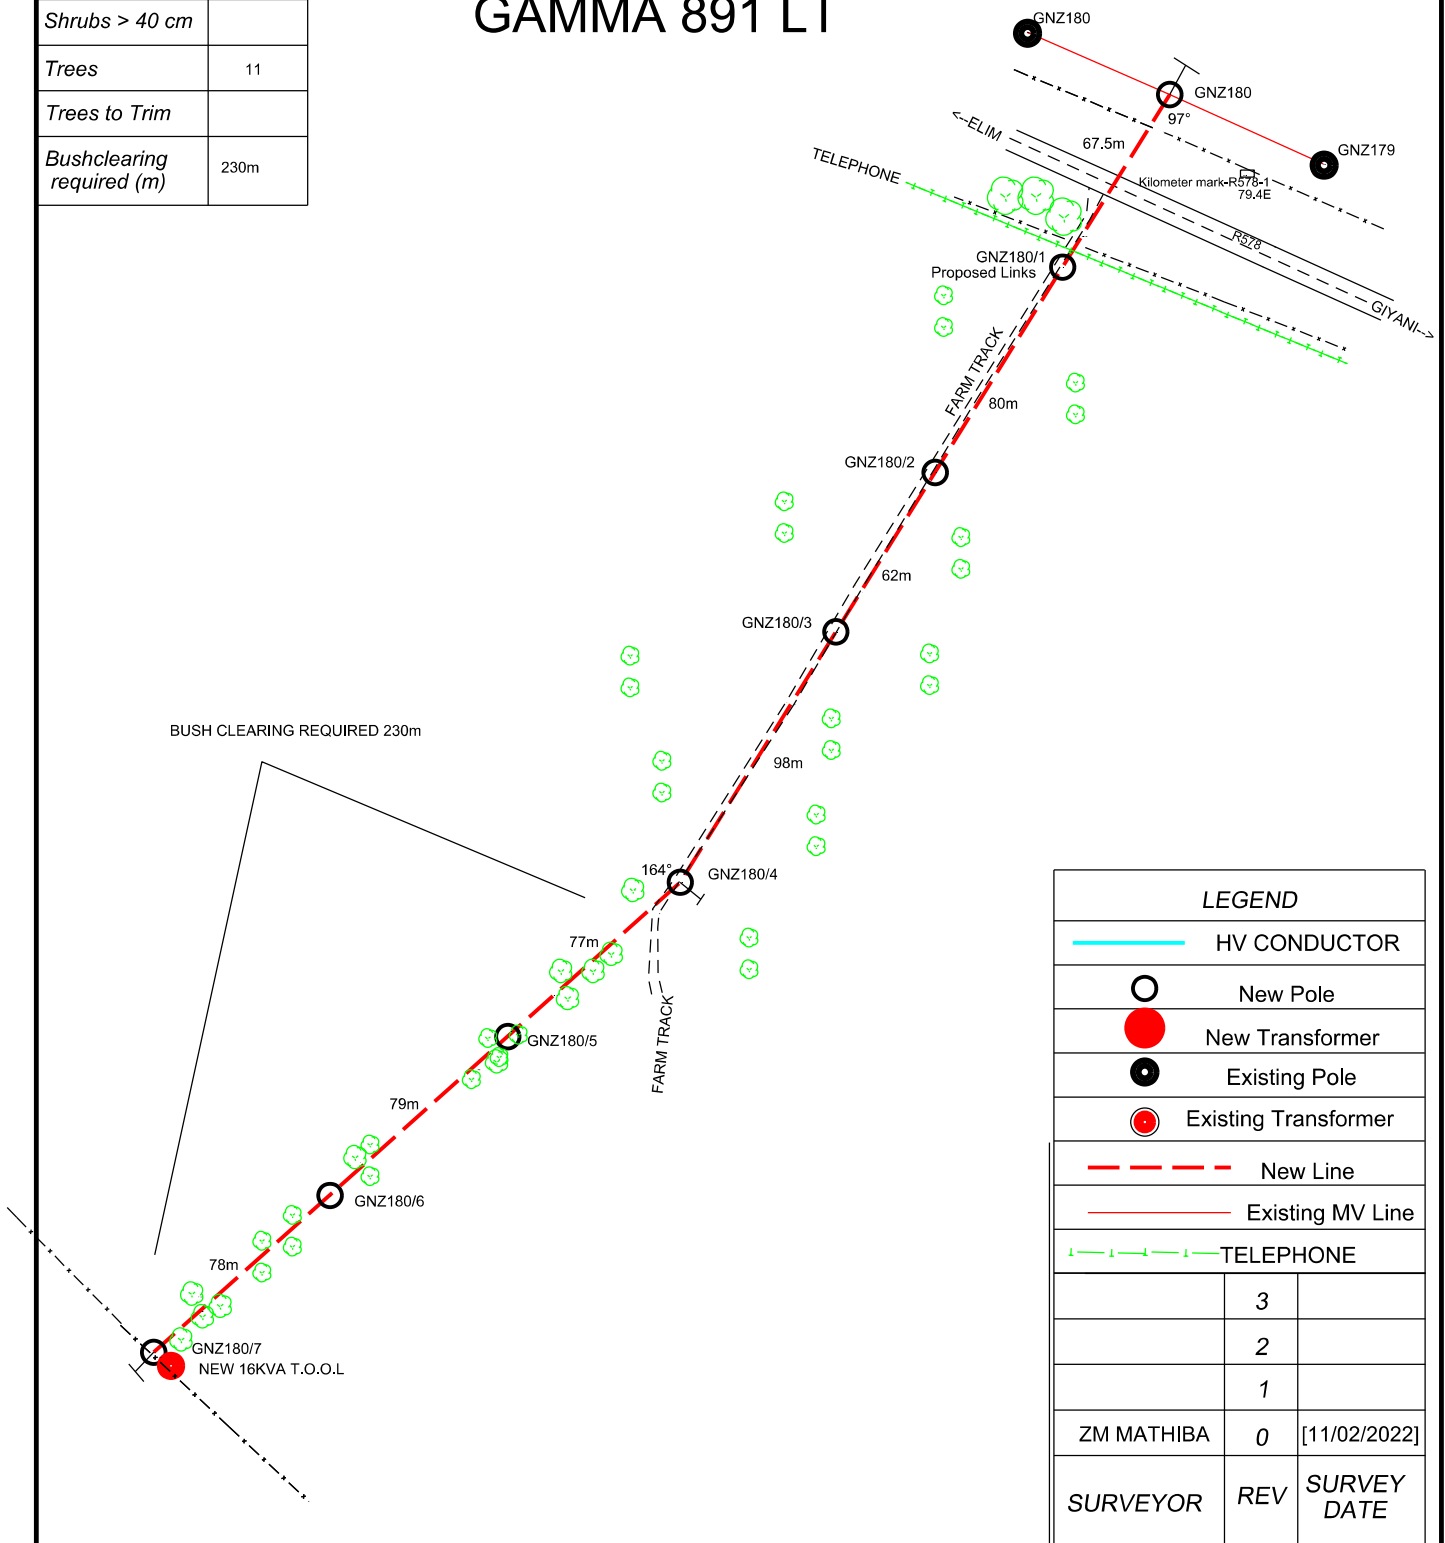 Shrubs > 40 cm
Trees 11
Trees to Trim
Bushclearing
required (m)
230m
GAMMA 891 LT
GNZ180
GNZ180
97°
GNZ179
<--ELIM
67.5m
TELEPHONE
Kilometer mark-R578-1
79.4E
R578
GIYANI-->
GNZ180/1
Proposed Links
FARM TRACK
80m
GNZ180/2
62m
GNZ180/3
BUSH CLEARING REQUIRED 230m
98m
164°
GNZ180/4
77m
FARM TRACK
GNZ180/5
79m
GNZ180/6
78m
GNZ180/7
NEW 16KVA T.O.O.L
LEGEND
HV CONDUCTOR
New Pole
New Transformer
Existing Pole
Existing Transformer
New Line
Existing MV Line
TELEPHONE
3
2
1
ZM MATHIBA 0 [11/02/2022]
SURVEYOR REV SURVEY
DATE